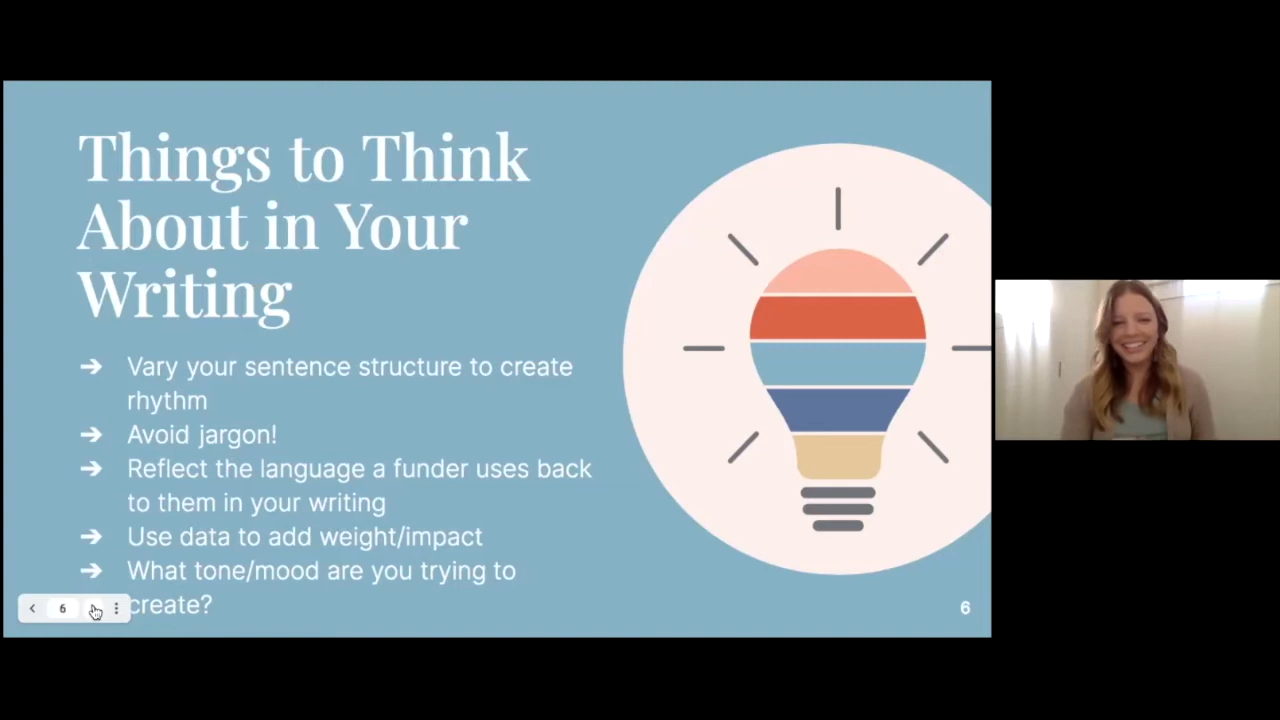 Things to Think
About in Your
Writing
➔ Vary your sentence structure to create
rhythm
➔ Avoid jargon!
➔ Reflect the language a funder uses back
to them in your writing
➔ Use data to add weight/impact
➔ What tone/mood are you trying to
create?
6
6